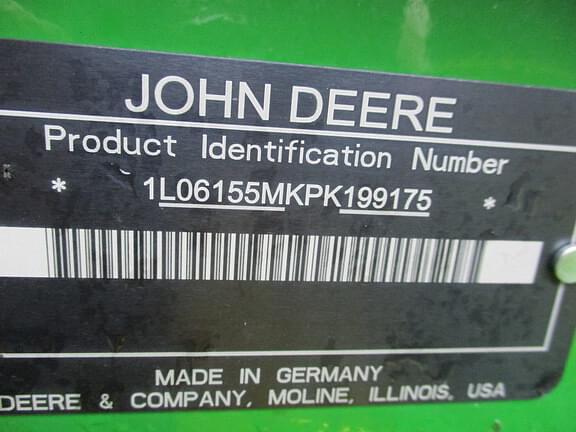 JOHN DEERE
Product Identification Number
* 1L06155MKPK199175 *
MADE IN GERMANY
DEERE & COMPANY, MOLINE, ILLINOIS, USA